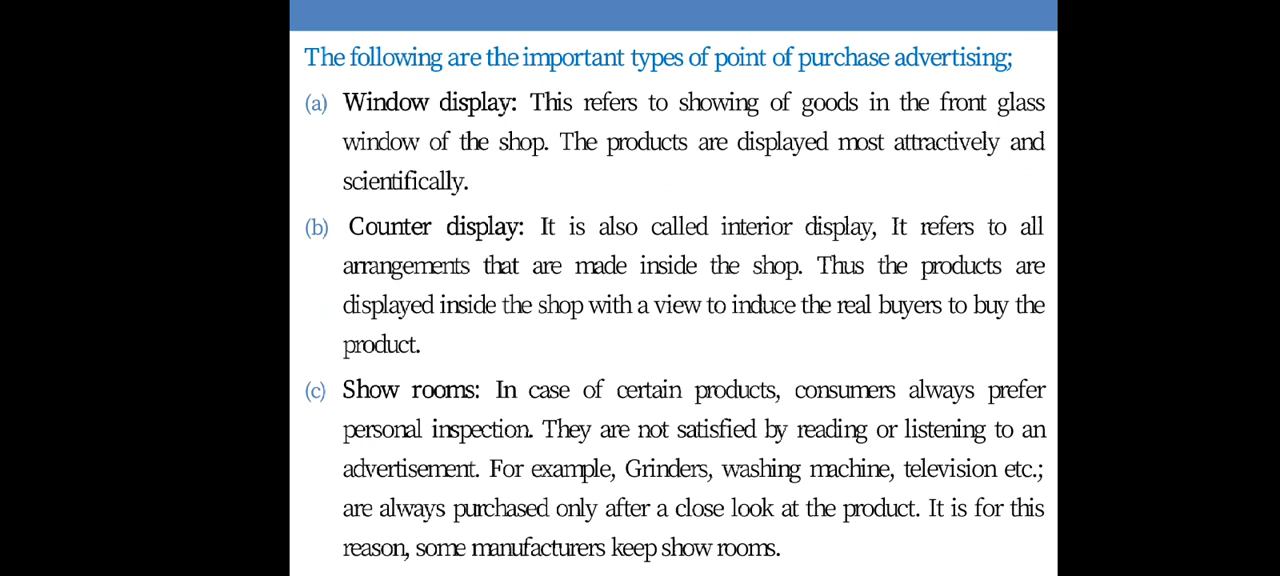 The following are the important types of point of purchase advertising;
(a) Window display: This refers to showing of goods in the front glass
window of the shop. The products are displayed most attractively and
scientifically.
(b) Counter display: It is also called interior display, It refers to all
arrangements that are made inside the shop. Thus the products are
displayed inside the shop with a view to induce the real buyers to buy the
product.
(c) Show rooms: In case of certain products, consumers always prefer
personal inspection. They are not satisfied by reading or listening to an
advertisement. For example, Grinders, washing machine, television etc.;
are always purchased only after a close look at the product. It is for this
reason, some manufacturers keep show rooms.